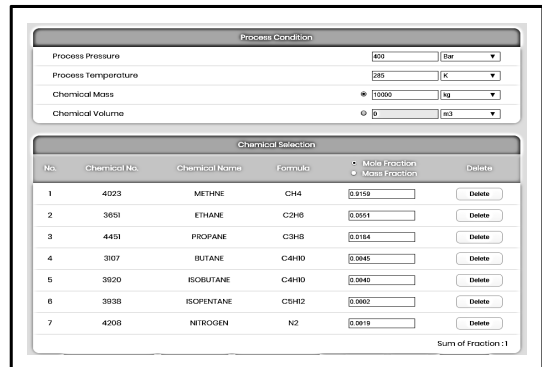 Process Condition
Process Pressure 400 Bar ▼
Process Temperature 285 K ▼
Chemical Mass 10000 kg ▼
Chemical Volume 0 m3 ▼
Chemical Selection
No. Chemical No. Chemical Name Formula Mole Fraction Mass Fraction Delete
1 4023 METHNE CH4 0.9159 Delete
2 3651 ETHANE C2H6 0.0551 Delete
3 4451 PROPANE C3H8 0.0184 Delete
4 3107 BUTANE C4H10 0.0045 Delete
5 3920 ISOBUTANE C4H10 0.0040 Delete
6 3938 ISOPENTANE C5H12 0.0002 Delete
7 4208 NITROGEN N2 0.0019 Delete
Sum of Fraction : 1